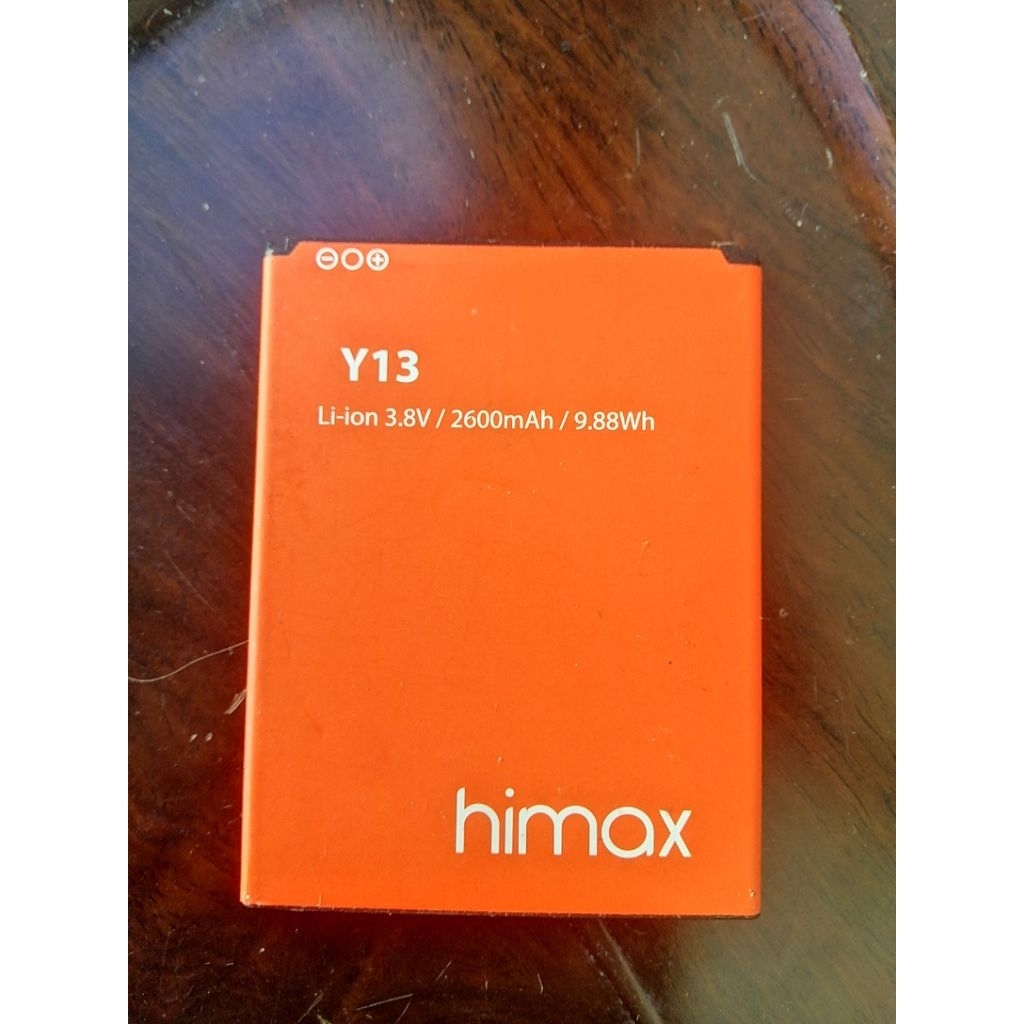 Y13
Li-ion 3.8V / 2600mAh / 9.88Wh
himax